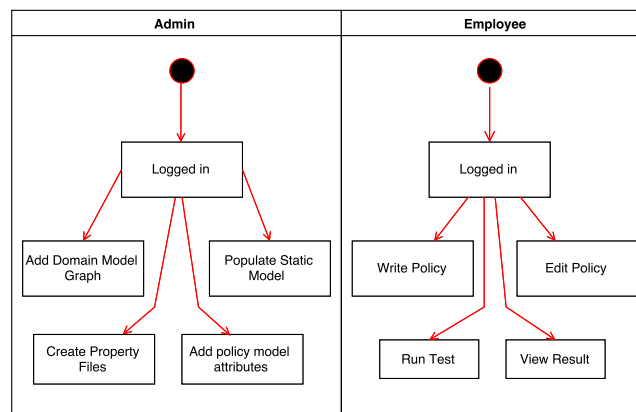 Admin
Employee
Logged in
Logged in
Add Domain Model
Graph
Populate Static
Model
Write Policy
Edit Policy
Create Property
Files
Add policy model
attributes
Run Test
View Result